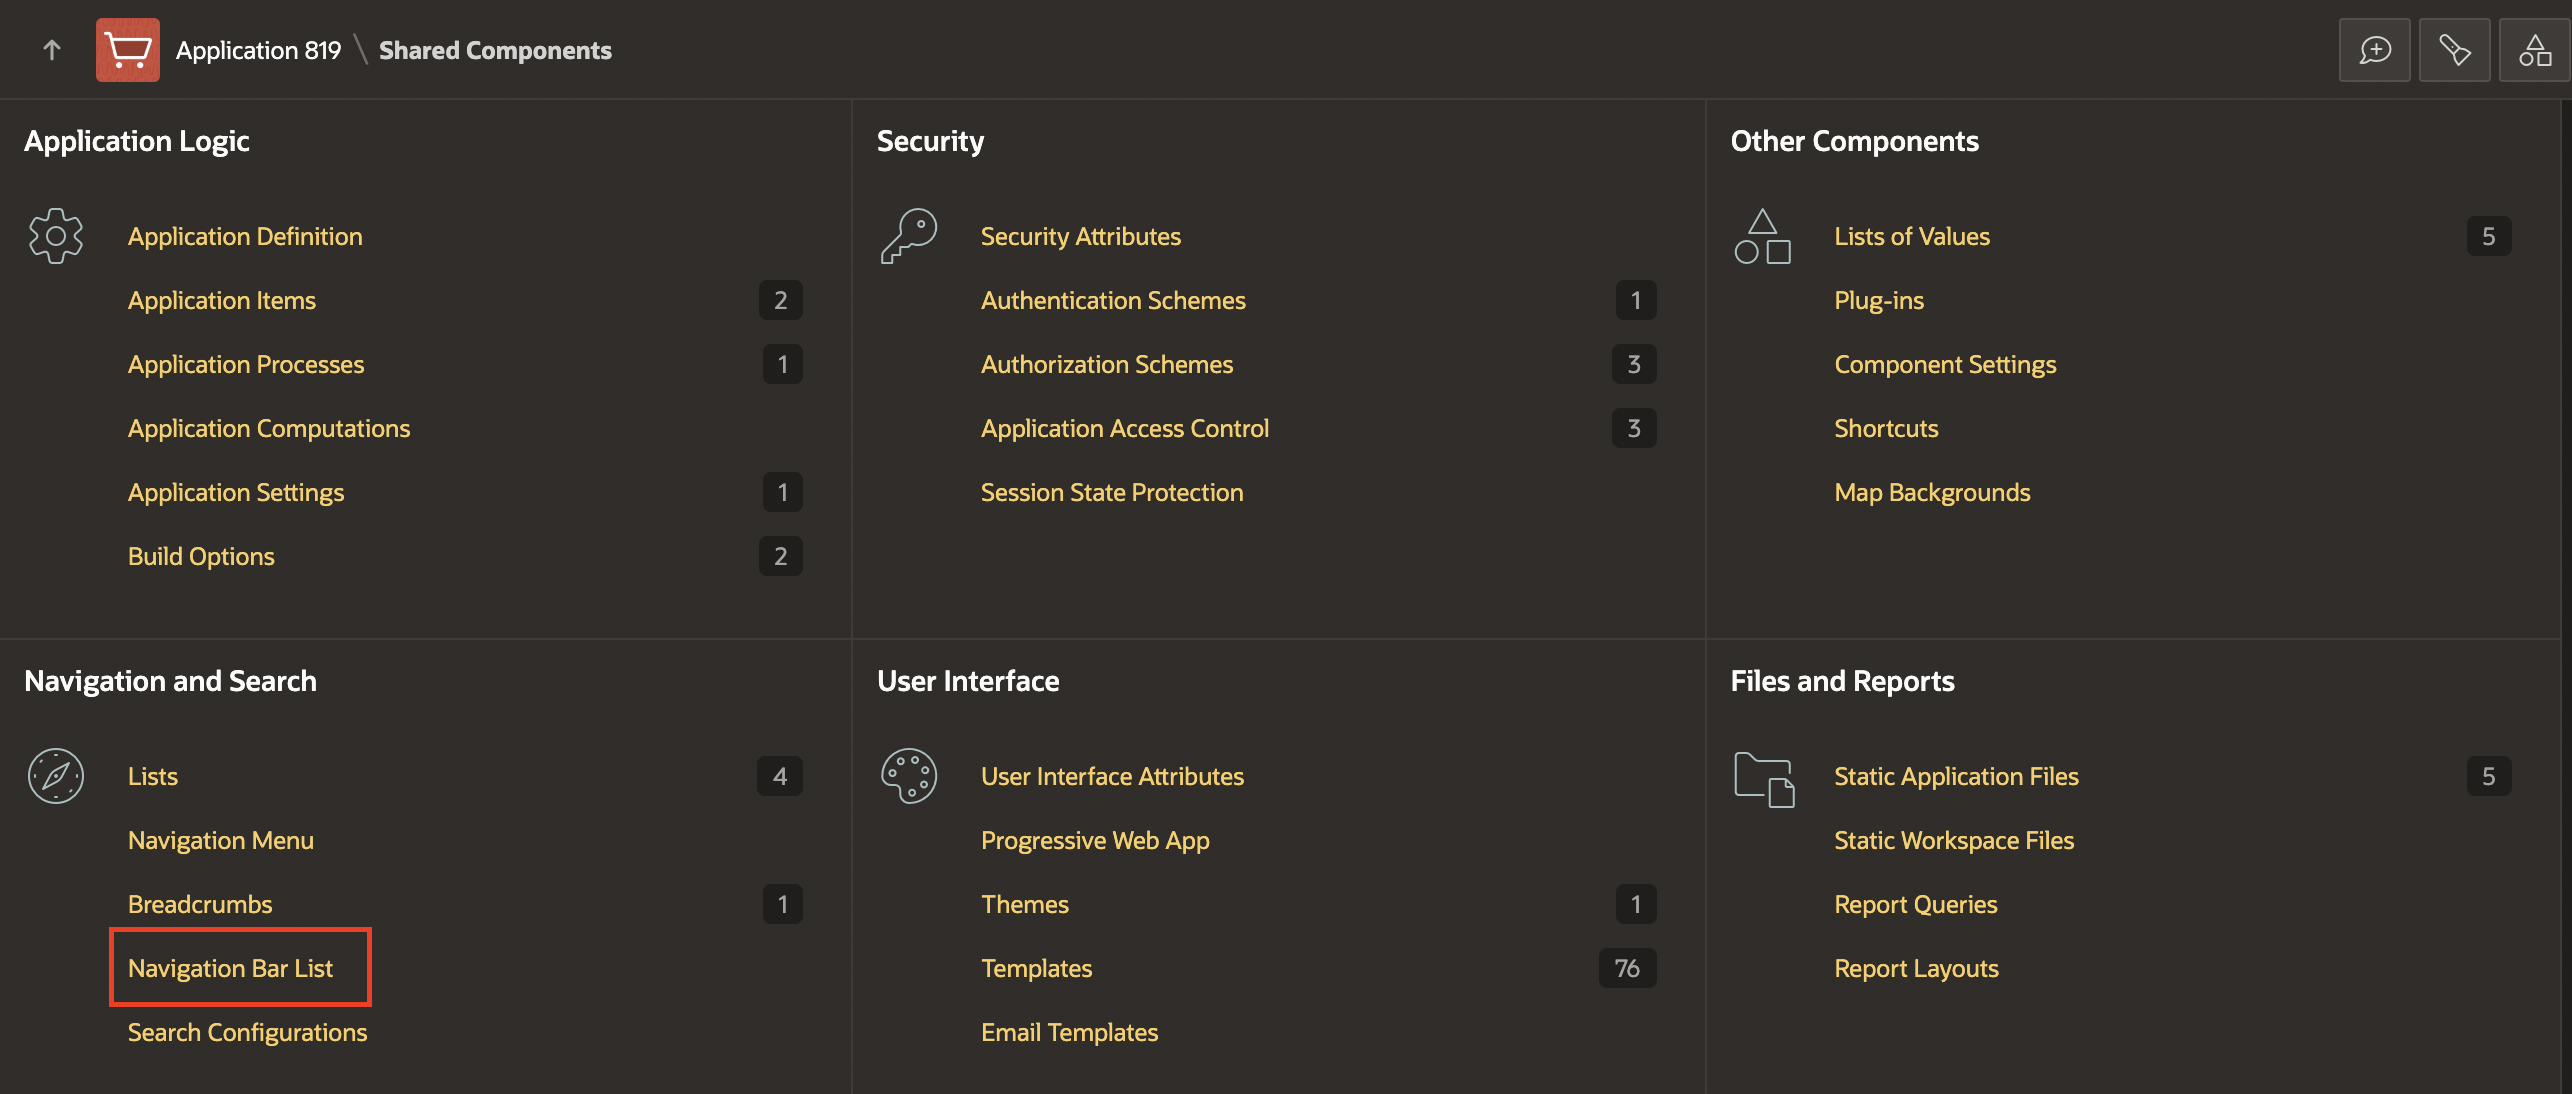 Application 819 \ Shared Components
Application Logic
Application Definition
Application Items 2
Application Processes 1
Application Computations
Application Settings 1
Build Options 2
Security
Security Attributes
Authentication Schemes 1
Authorization Schemes 3
Application Access Control 3
Session State Protection
Other Components
Lists of Values 5
Plug-ins
Component Settings
Shortcuts
Map Backgrounds
Navigation and Search
Lists 4
Navigation Menu
Breadcrumbs 1
Navigation Bar List
Search Configurations
User Interface
User Interface Attributes
Progressive Web App
Themes 1
Templates 76
Email Templates
Files and Reports
Static Application Files 5
Static Workspace Files
Report Queries
Report Layouts